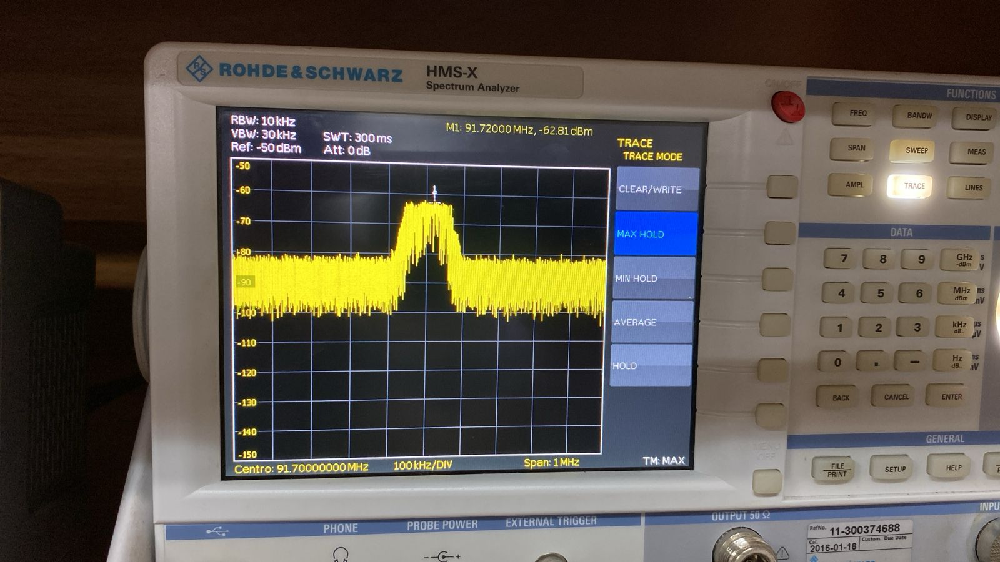 ROHDE & SCHWARZ
HMS-X
Spectrum Analyzer
ON/OFF
FUNCTIONS
FREQ
BANDW
DISPLAY
SPAN
SWEEP
MEAS
AMPL
TRACE
LINES
RBW: 10 kHz
VBW: 30 kHz
SWT: 300 ms
Ref: -50 dBm
Att: 0 dB
M1: 91.72000 MHz, -62.81 dBm
TRACE
TRACE MODE
CLEAR/WRITE
MAX HOLD
MIN HOLD
AVERAGE
HOLD
TM: MAX
1
-50
-60
-70
-80
-90
-100
-110
-120
-130
-140
-150
Centro: 91.70000000 MHz
100 kHz/DIV
Span: 1 MHz
DATA
7
8
9
GHz
-dBm
s
V
4
5
6
MHz
dBm
ms
mV
1
2
3
kHz
dB..
µs
µV
0
.
−
Hz
dB..
ns
nV
BACK
CANCEL
ENTER
MENU
OFF
GENERAL
FILE
PRINT
SETUP
HELP
PHONE
PROBE POWER
EXTERNAL TRIGGER
OUTPUT 50 Ω
RefNo. 11-300374688
Cal.
2016-01-18
Custom. Due Date